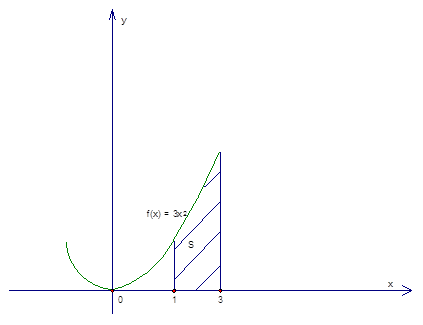 y
f(x) = 3x²
S
x
0 1 3